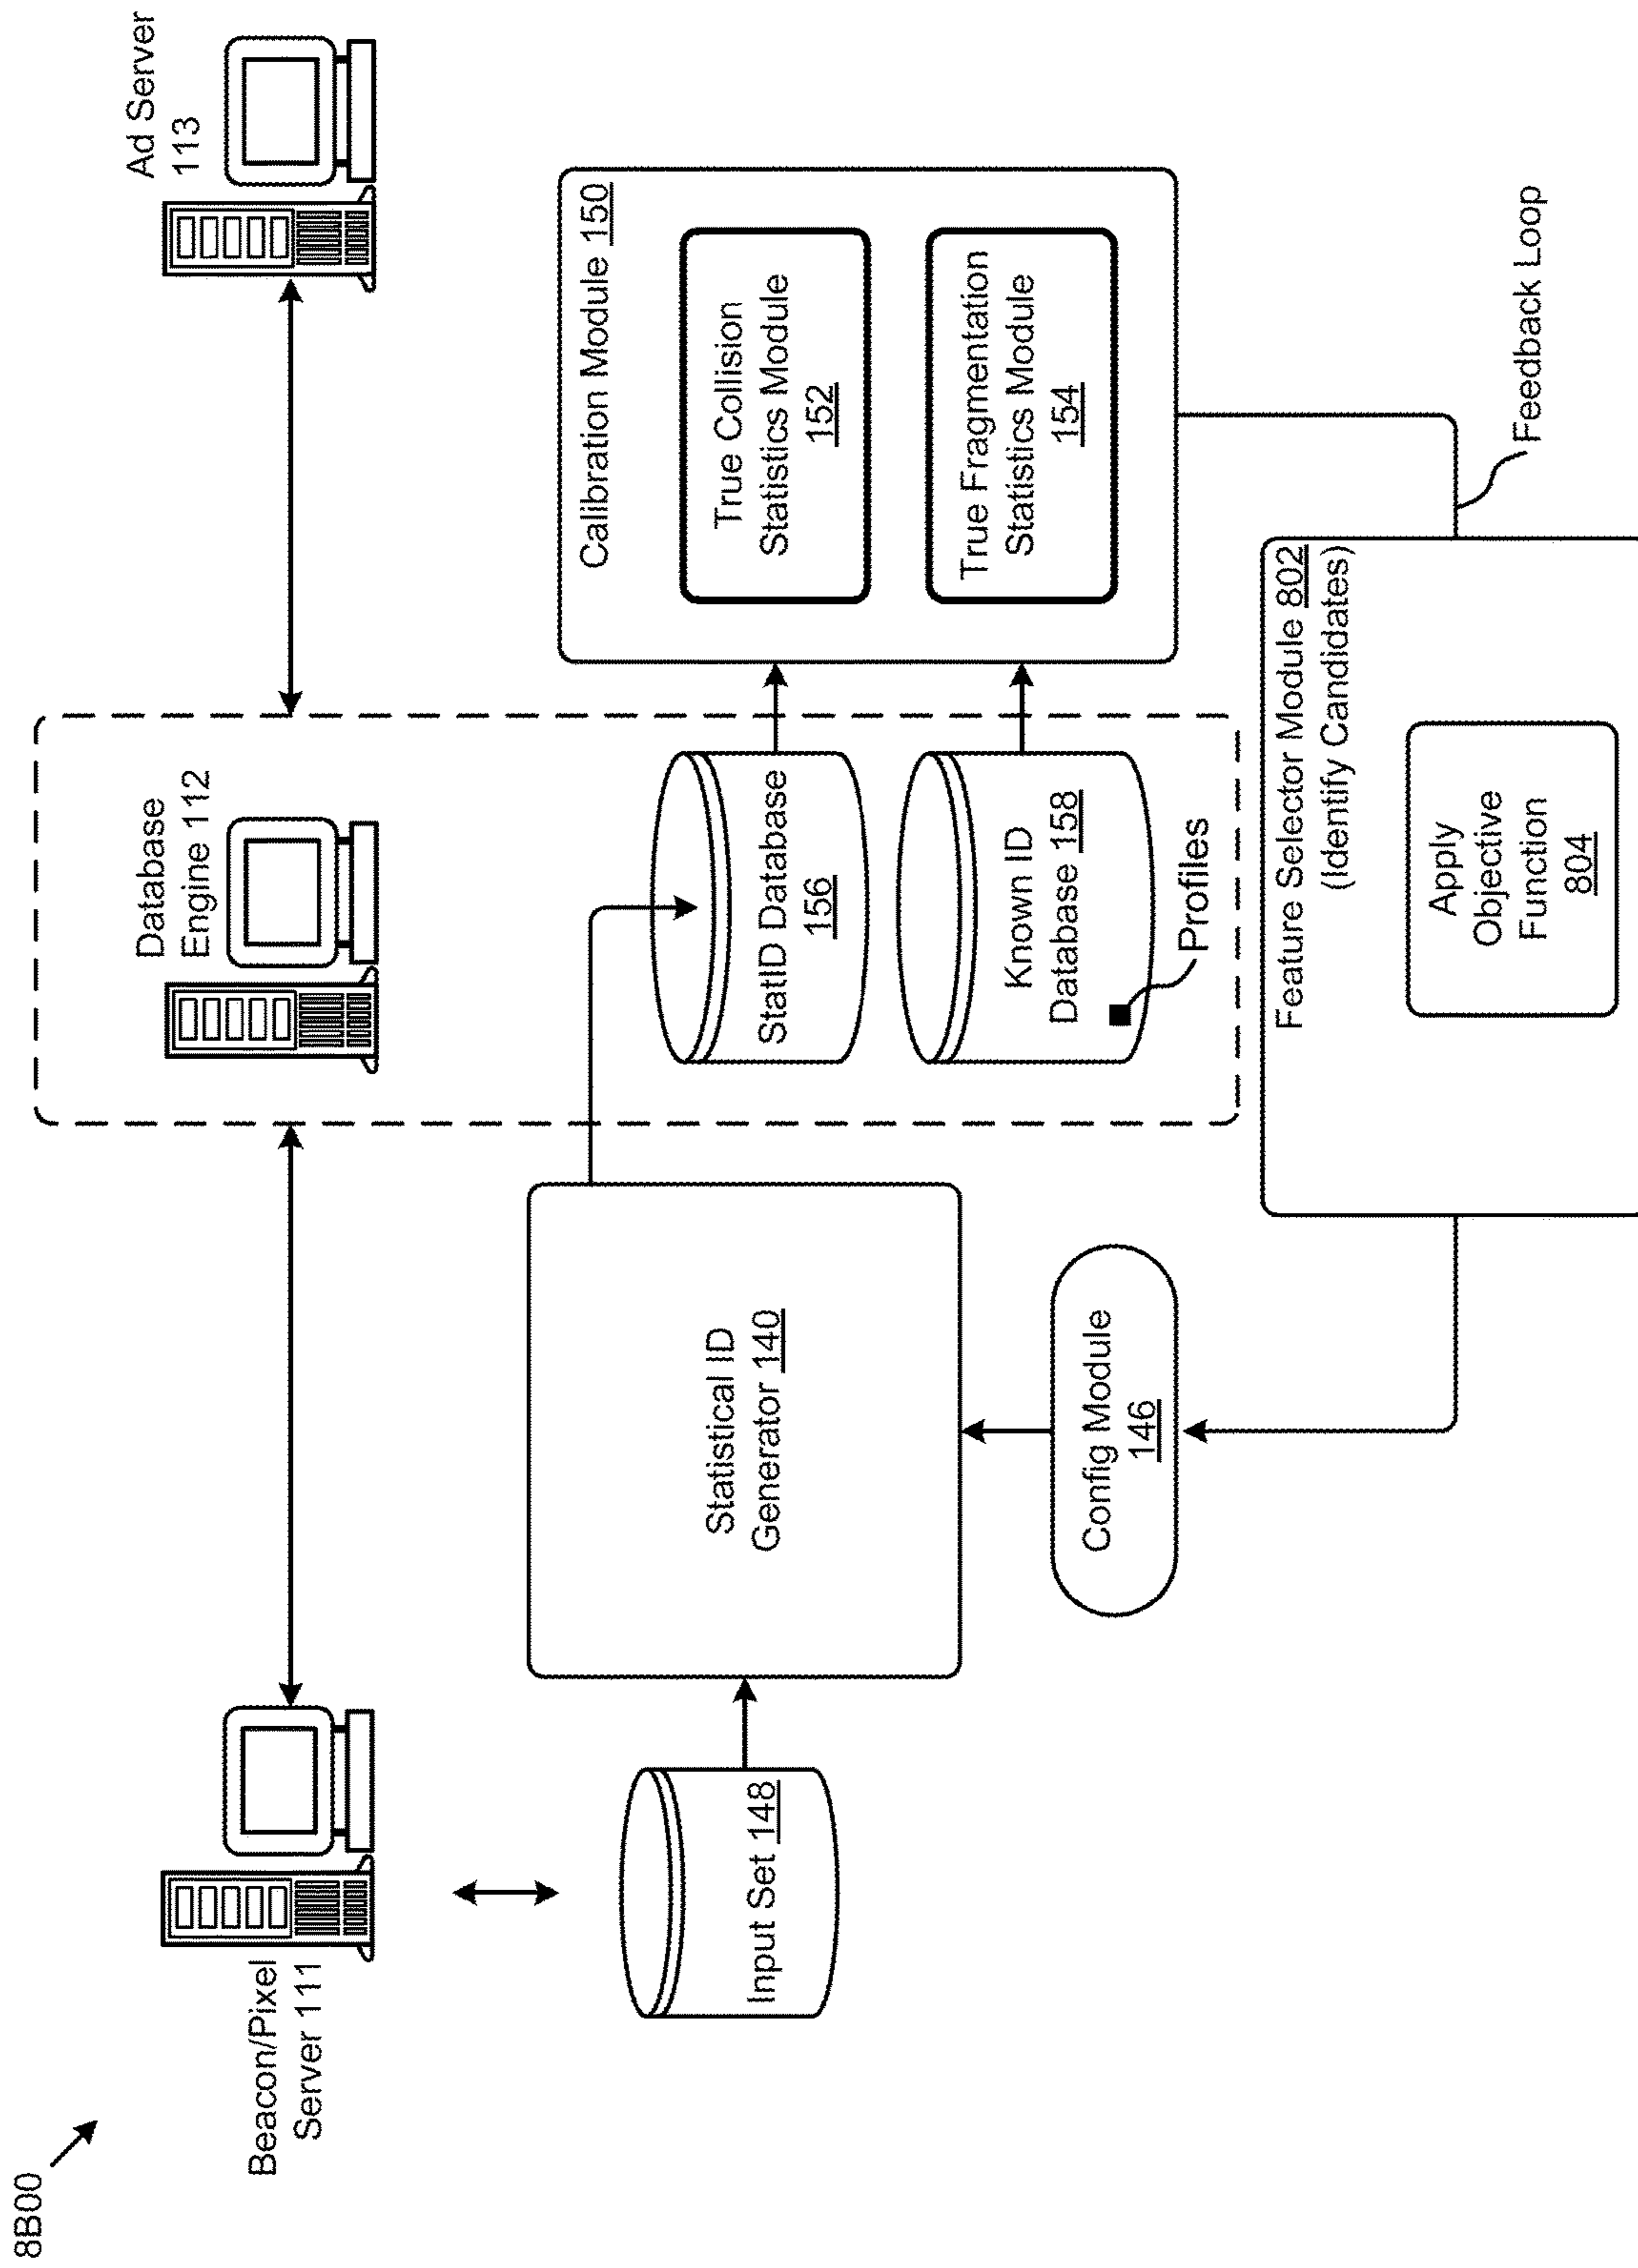 8B00
Beacon/Pixel
Server 111
Database
Engine 112
Ad Server
113
Input Set 148
Statistical ID
Generator 140
Config Module
146
StatID Database
156
Known ID
Database 158
Profiles
Calibration Module 150
True Collision
Statistics Module
152
True Fragmentation
Statistics Module
154
Feature Selector Module 802
(Identify Candidates)
Apply
Objective
Function
804
Feedback Loop